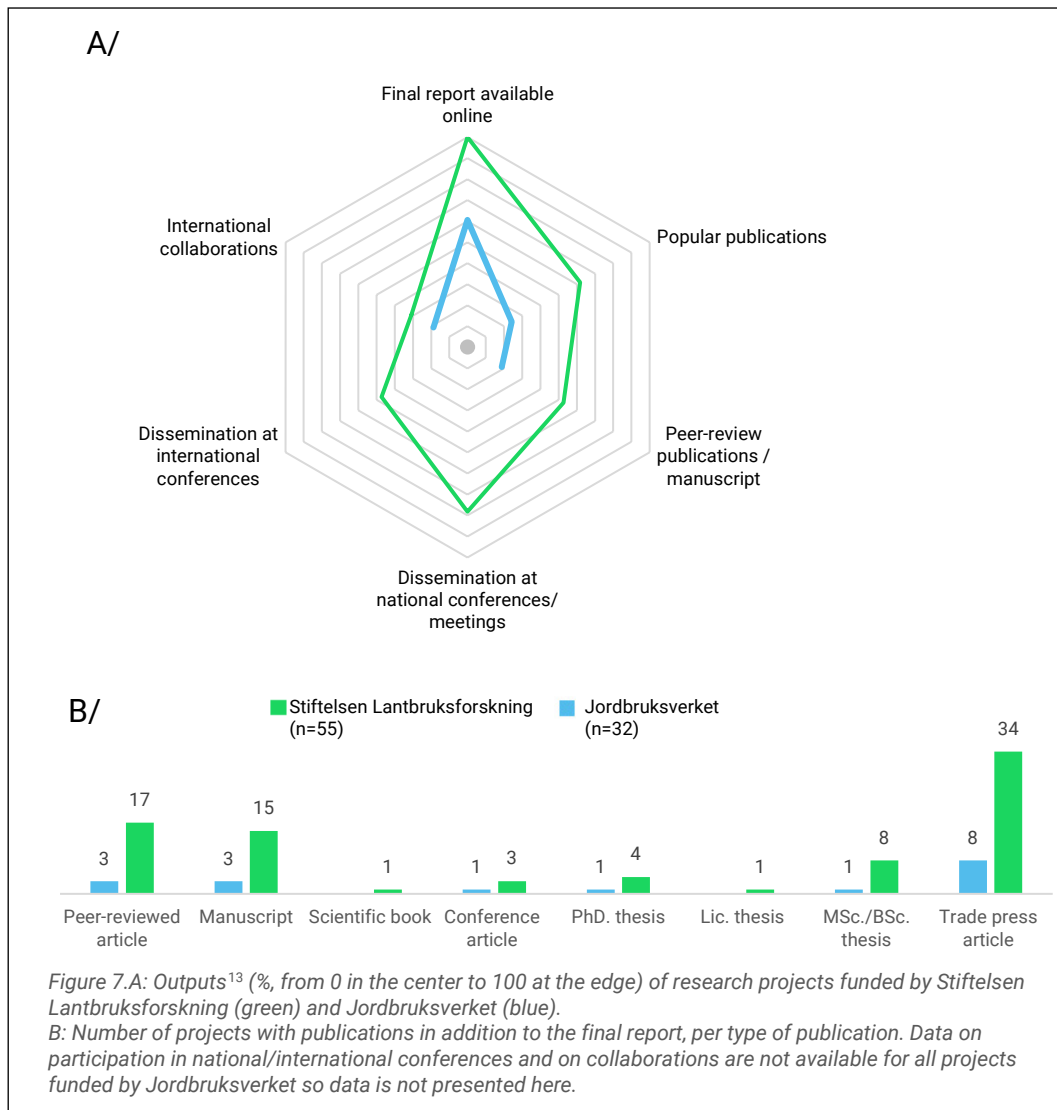 A/
Final report available
online
International
collaborations
Popular publications
Dissemination at
international
conferences
Peer-review
publications /
manuscript
Dissemination at
national conferences/
meetings
B/
Stiftelsen Lantbruksforskning
(n=55)
Jordbruksverket
(n=32)
3 17 3 15 1 1 3 1 4 1 1 8 8 34
Peer-reviewed
article
Manuscript
Scientific book
Conference
article
PhD. thesis
Lic. thesis
MSc./BSc.
thesis
Trade press
article
Figure 7.A: Outputs¹³ (%, from 0 in the center to 100 at the edge) of research projects funded by Stiftelsen
Lantbruksforskning (green) and Jordbruksverket (blue).
B: Number of projects with publications in addition to the final report, per type of publication. Data on
participation in national/international conferences and on collaborations are not available for all projects
funded by Jordbruksverket so data is not presented here.